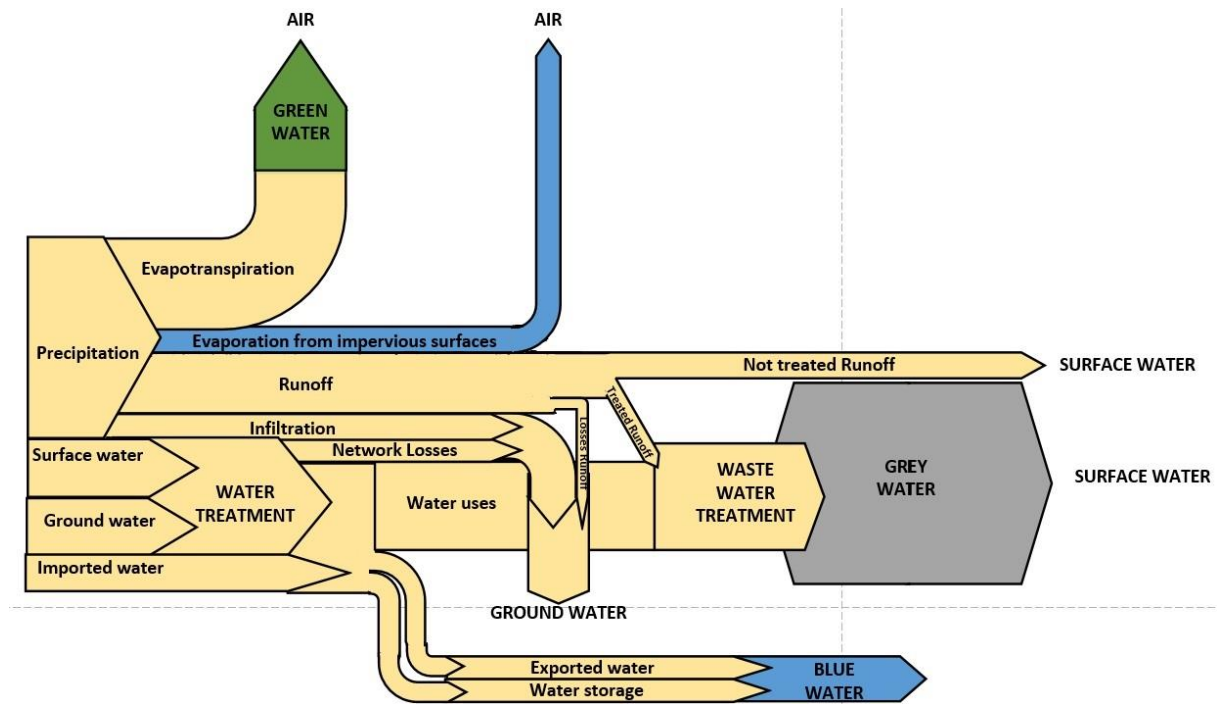 AIR
AIR
GREEN
WATER
Evapotranspiration
Evaporation from impervious surfaces
Precipitation
Not treated Runoff
SURFACE WATER
Runoff
Treated Runoff
Losses Runoff
Infiltration
Network Losses
Surface water
WATER
TREATMENT
Water uses
WASTE
WATER
TREATMENT
GREY
WATER
SURFACE WATER
Ground water
Imported water
GROUND WATER
Exported water
Water storage
BLUE
WATER